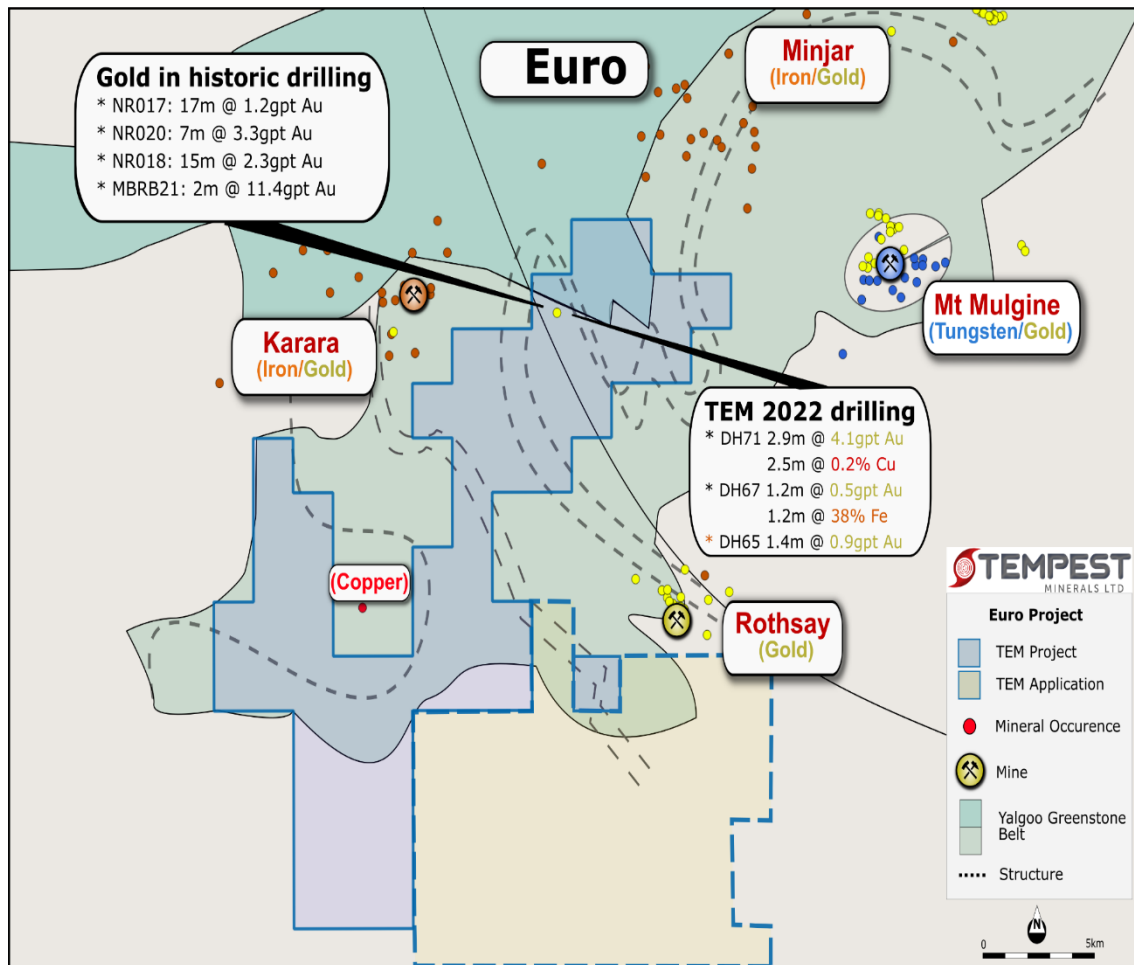 Euro
Minjar
(Iron/Gold)
Gold in historic drilling
* NR017: 17m @ 1.2gpt Au
* NR020: 7m @ 3.3gpt Au
* NR018: 15m @ 2.3gpt Au
* MBRB21: 2m @ 11.4gpt Au
Mt Mulgine
(Tungsten/Gold)
Karara
(Iron/Gold)
TEM 2022 drilling
* DH71 2.9m @ 4.1gpt Au
2.5m @ 0.2% Cu
* DH67 1.2m @ 0.5gpt Au
1.2m @ 38% Fe
* DH65 1.4m @ 0.9gpt Au
(Copper)
Rothsay
(Gold)
TEMPEST
MINERALS LTD
Euro Project
TEM Project
TEM Application
Mineral Occurence
Mine
Yalgoo Greenstone
Belt
Structure
N
0 5km